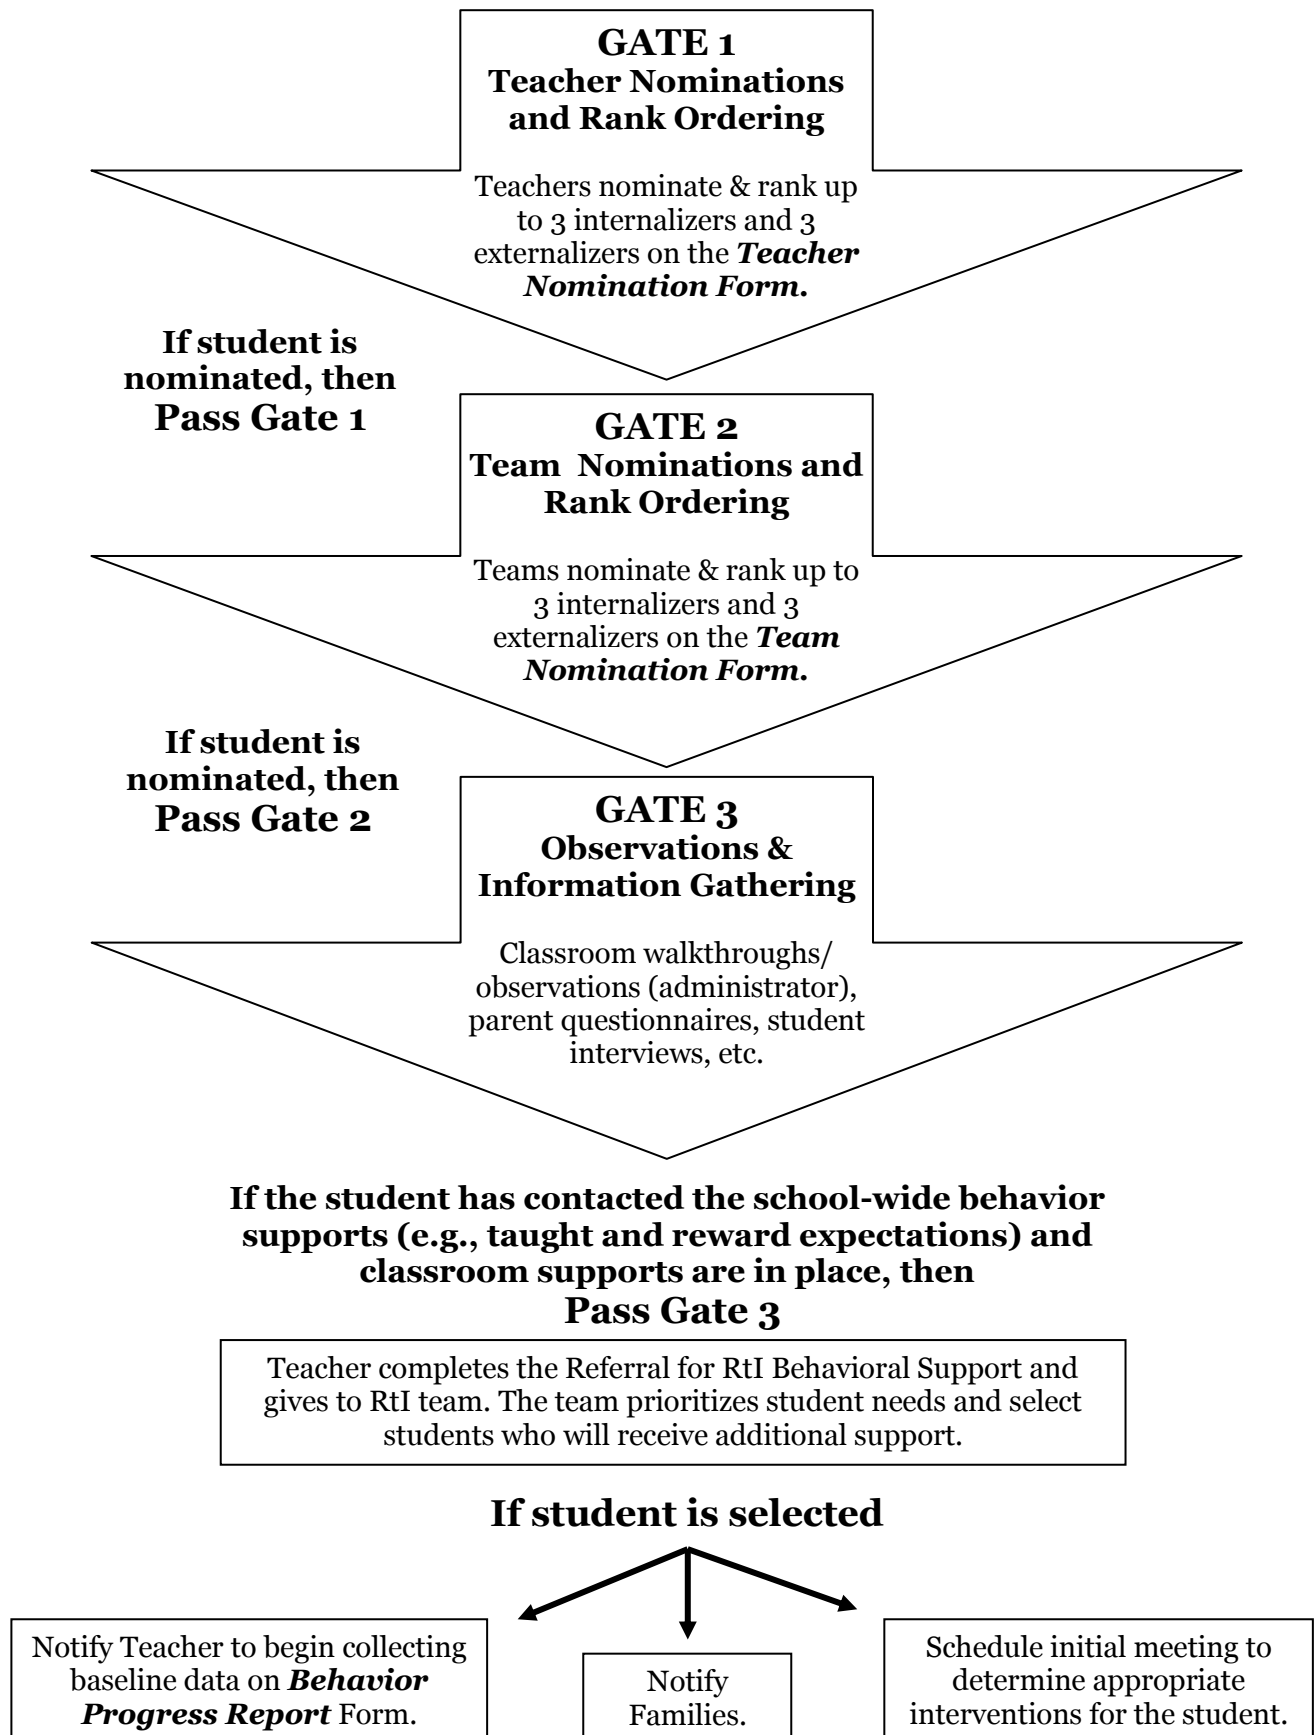 GATE 1
Teacher Nominations
and Rank Ordering
Teachers nominate & rank up
to 3 internalizers and 3
externalizers on the Teacher
Nomination Form.
If student is
nominated, then
Pass Gate 1
GATE 2
Team Nominations and
Rank Ordering
Teams nominate & rank up to
3 internalizers and 3
externalizers on the Team
Nomination Form.
If student is
nominated, then
Pass Gate 2
GATE 3
Observations &
Information Gathering
Classroom walkthroughs/
observations (administrator),
parent questionnaires, student
interviews, etc.
If the student has contacted the school-wide behavior
supports (e.g., taught and reward expectations) and
classroom supports are in place, then
Pass Gate 3
Teacher completes the Referral for RtI Behavioral Support and
gives to RtI team. The team prioritizes student needs and select
students who will receive additional support.
If student is selected
Notify Teacher to begin collecting
baseline data on Behavior
Progress Report Form.
Notify
Families.
Schedule initial meeting to
determine appropriate
interventions for the student.